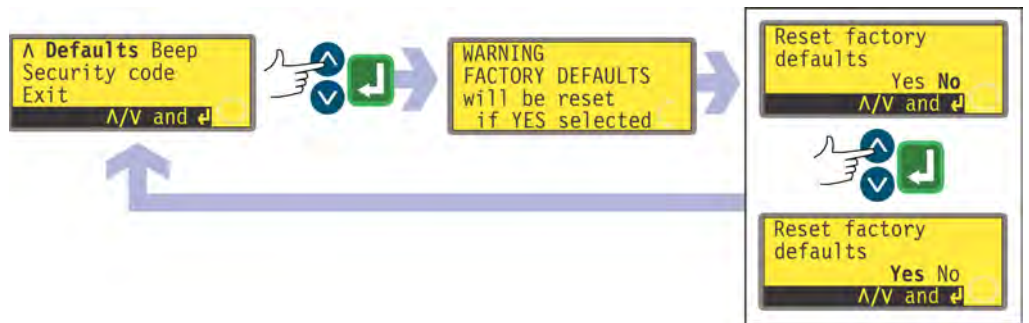 Λ Defaults Beep
Security code
Exit
Λ/V and ↲
WARNING
FACTORY DEFAULTS
will be reset
if YES selected
Reset factory
defaults
Yes No
Λ/V and ↲
Reset factory
defaults
Yes No
Λ/V and ↲